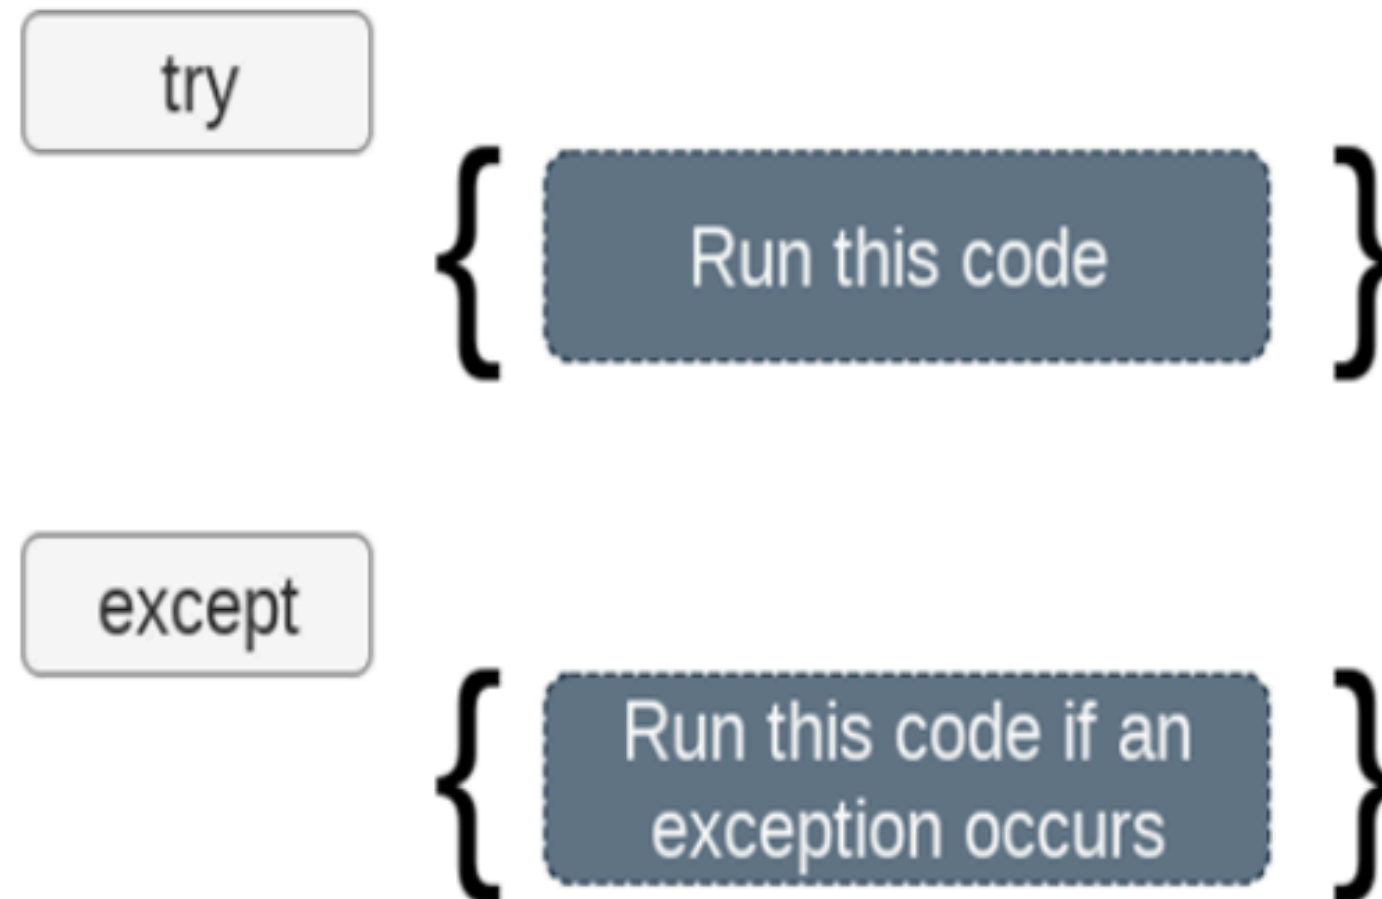 try
{ Run this code }
except
{ Run this code if an
exception occurs }